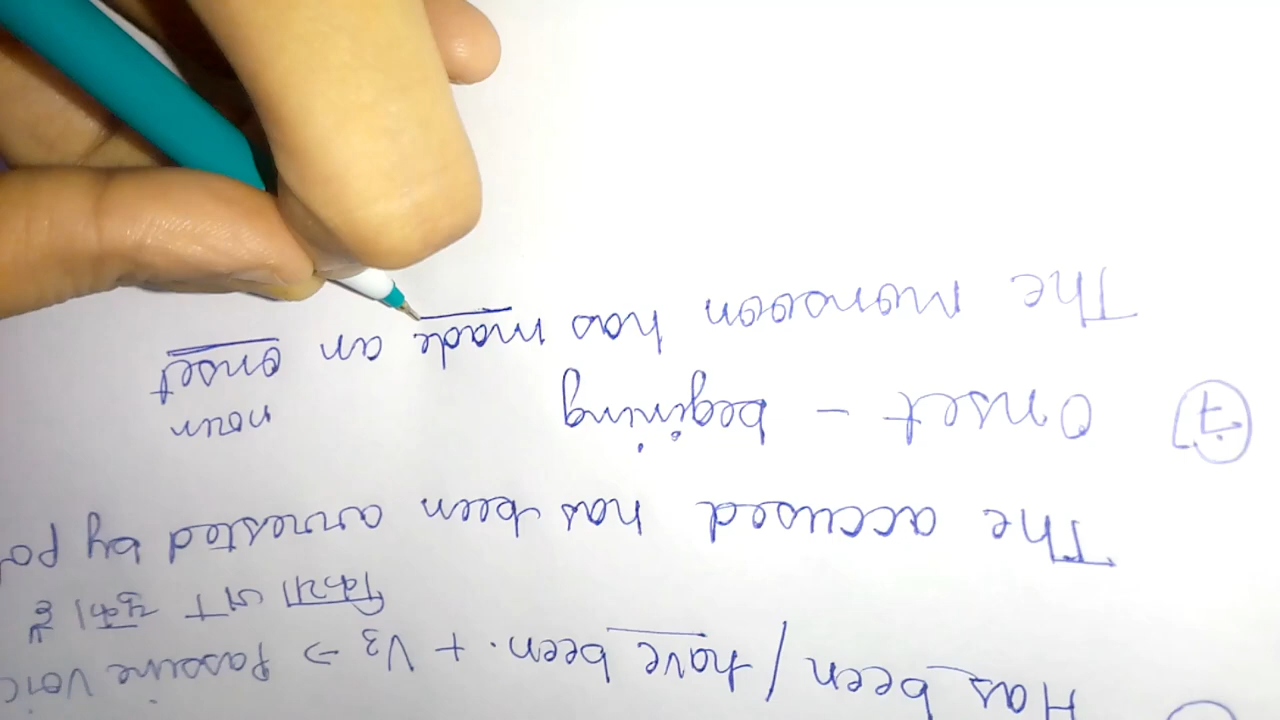 Has been / have been + V3 ⇒ Passive Voic
किया जा चुका है
The accused has been arrested by po
7) Onset - begining
noun
The monsoon has made an onset